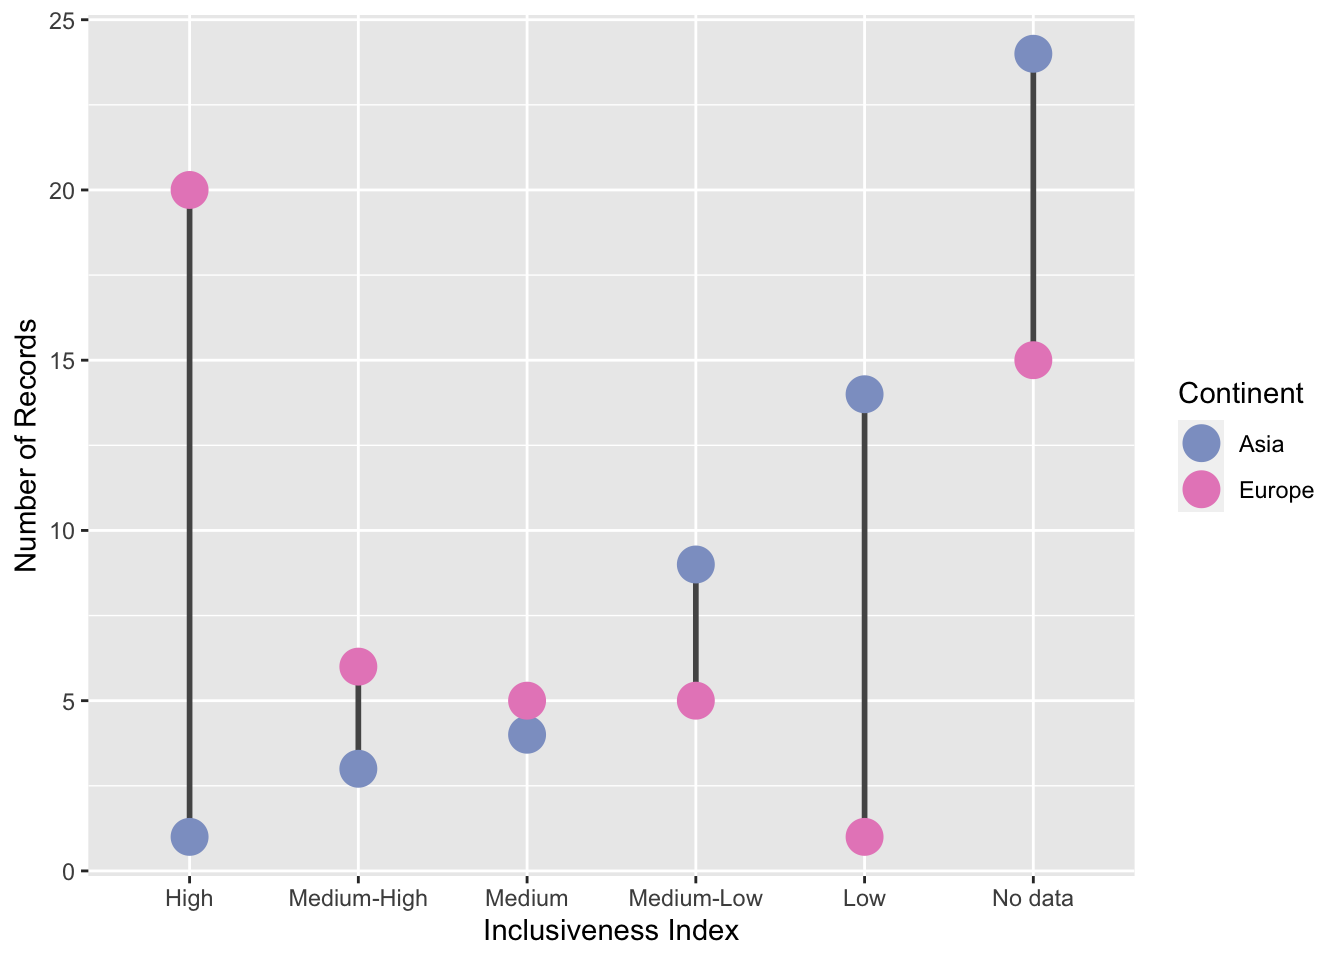 25
20
15
10
5
0
Number of Records
High Medium-High Medium Medium-Low Low No data
Inclusiveness Index
Continent
Asia
Europe